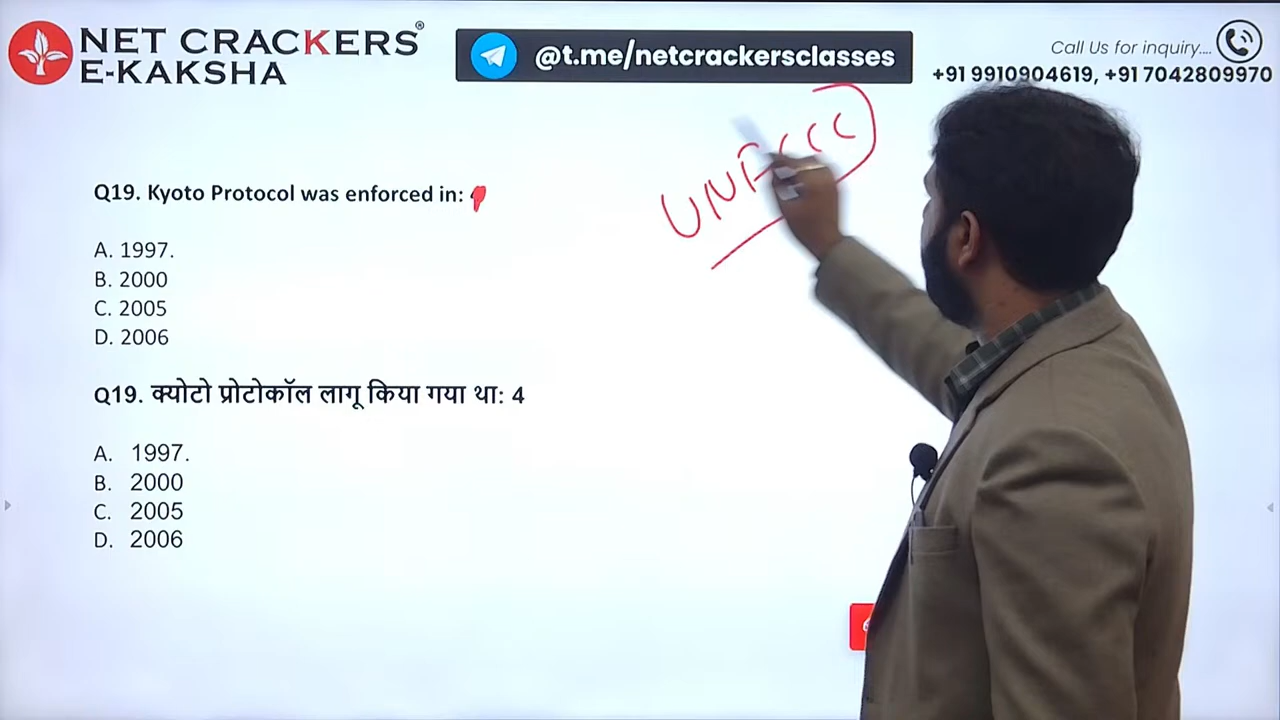 NET CRACKERS®
E-KAKSHA
@t.me/netcrackersclasses
Call Us for inquiry....
+91 9910904619, +91 7042809970
Q19. Kyoto Protocol was enforced in:
A. 1997.
B. 2000
C. 2005
D. 2006
Q19. क्योटो प्रोटोकॉल लागू किया गया था: 4
A. 1997.
B. 2000
C. 2005
D. 2006